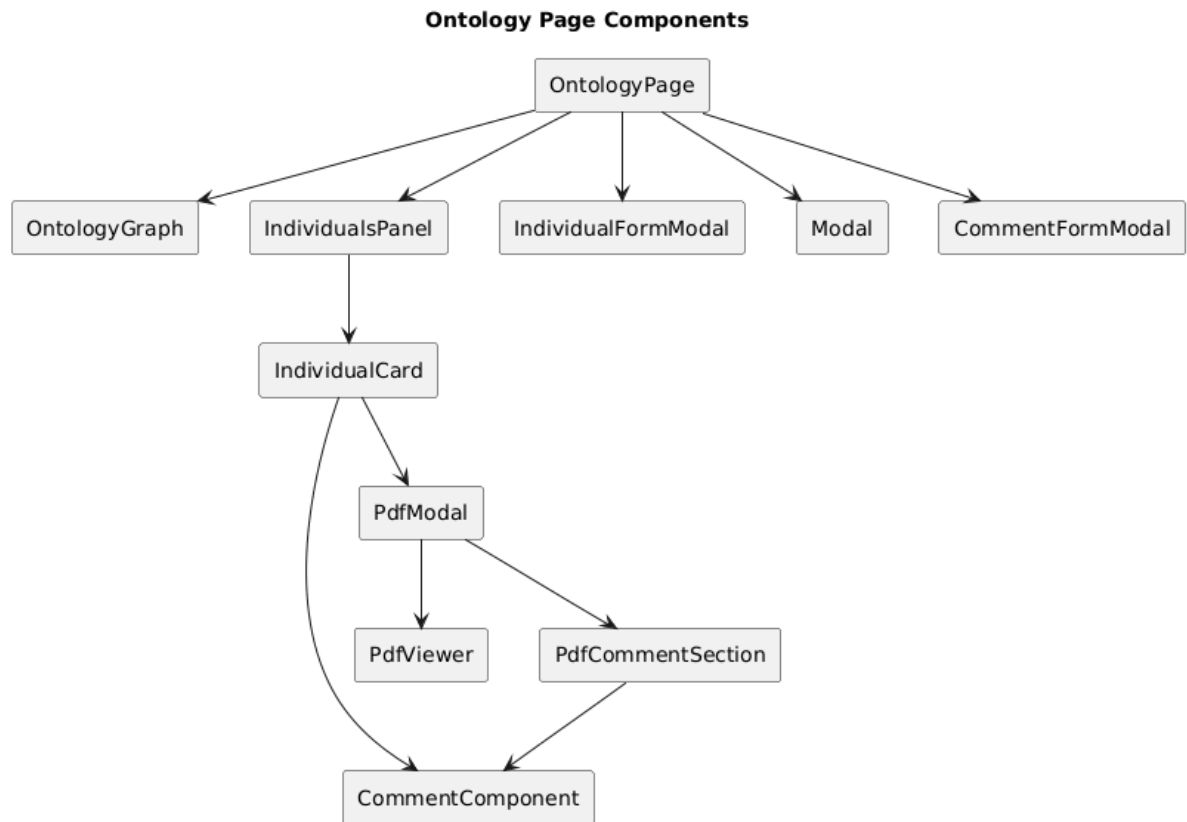 Ontology Page Components
OntologyPage
OntologyGraph
IndividualsPanel
IndividualFormModal
Modal
CommentFormModal
IndividualCard
PdfModal
PdfViewer
PdfCommentSection
CommentComponent